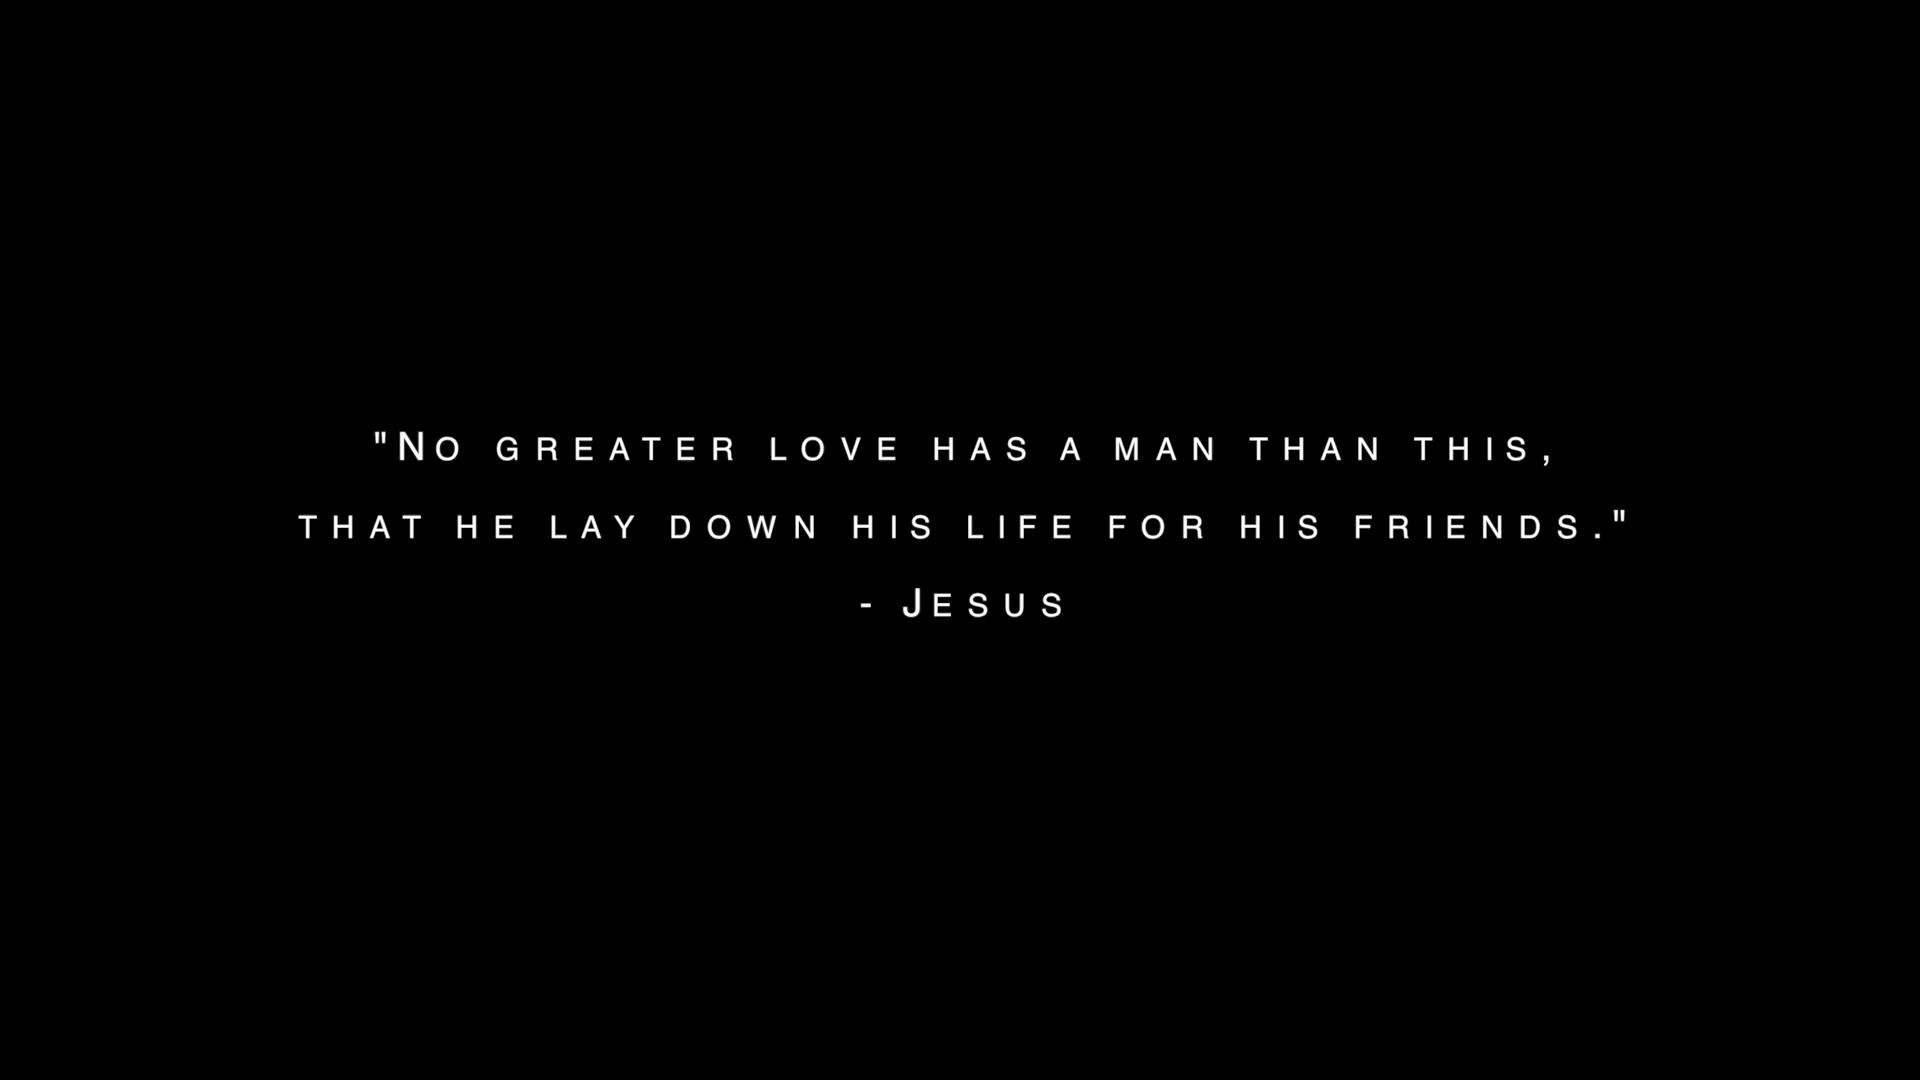 "No greater love has a man than this,
that he lay down his life for his friends."
- Jesus